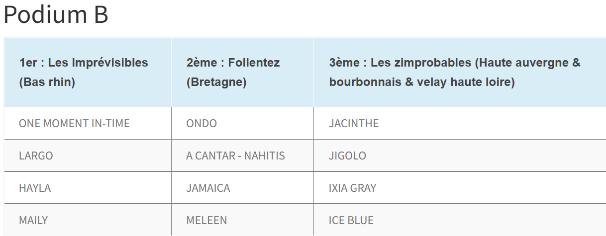 Podium B
1er : Les Imprévisibles (Bas rhin)
2ème : Follentez (Bretagne)
3ème : Les zimprobables (Haute auvergne & bourbonnais & velay haute loire)
ONE MOMENT IN-TIME
ONDO
JACINTHE
LARGO
A CANTAR - NAHITIS
JIGOLO
HAYLA
JAMAICA
IXIA GRAY
MAILY
MELEEN
ICE BLUE